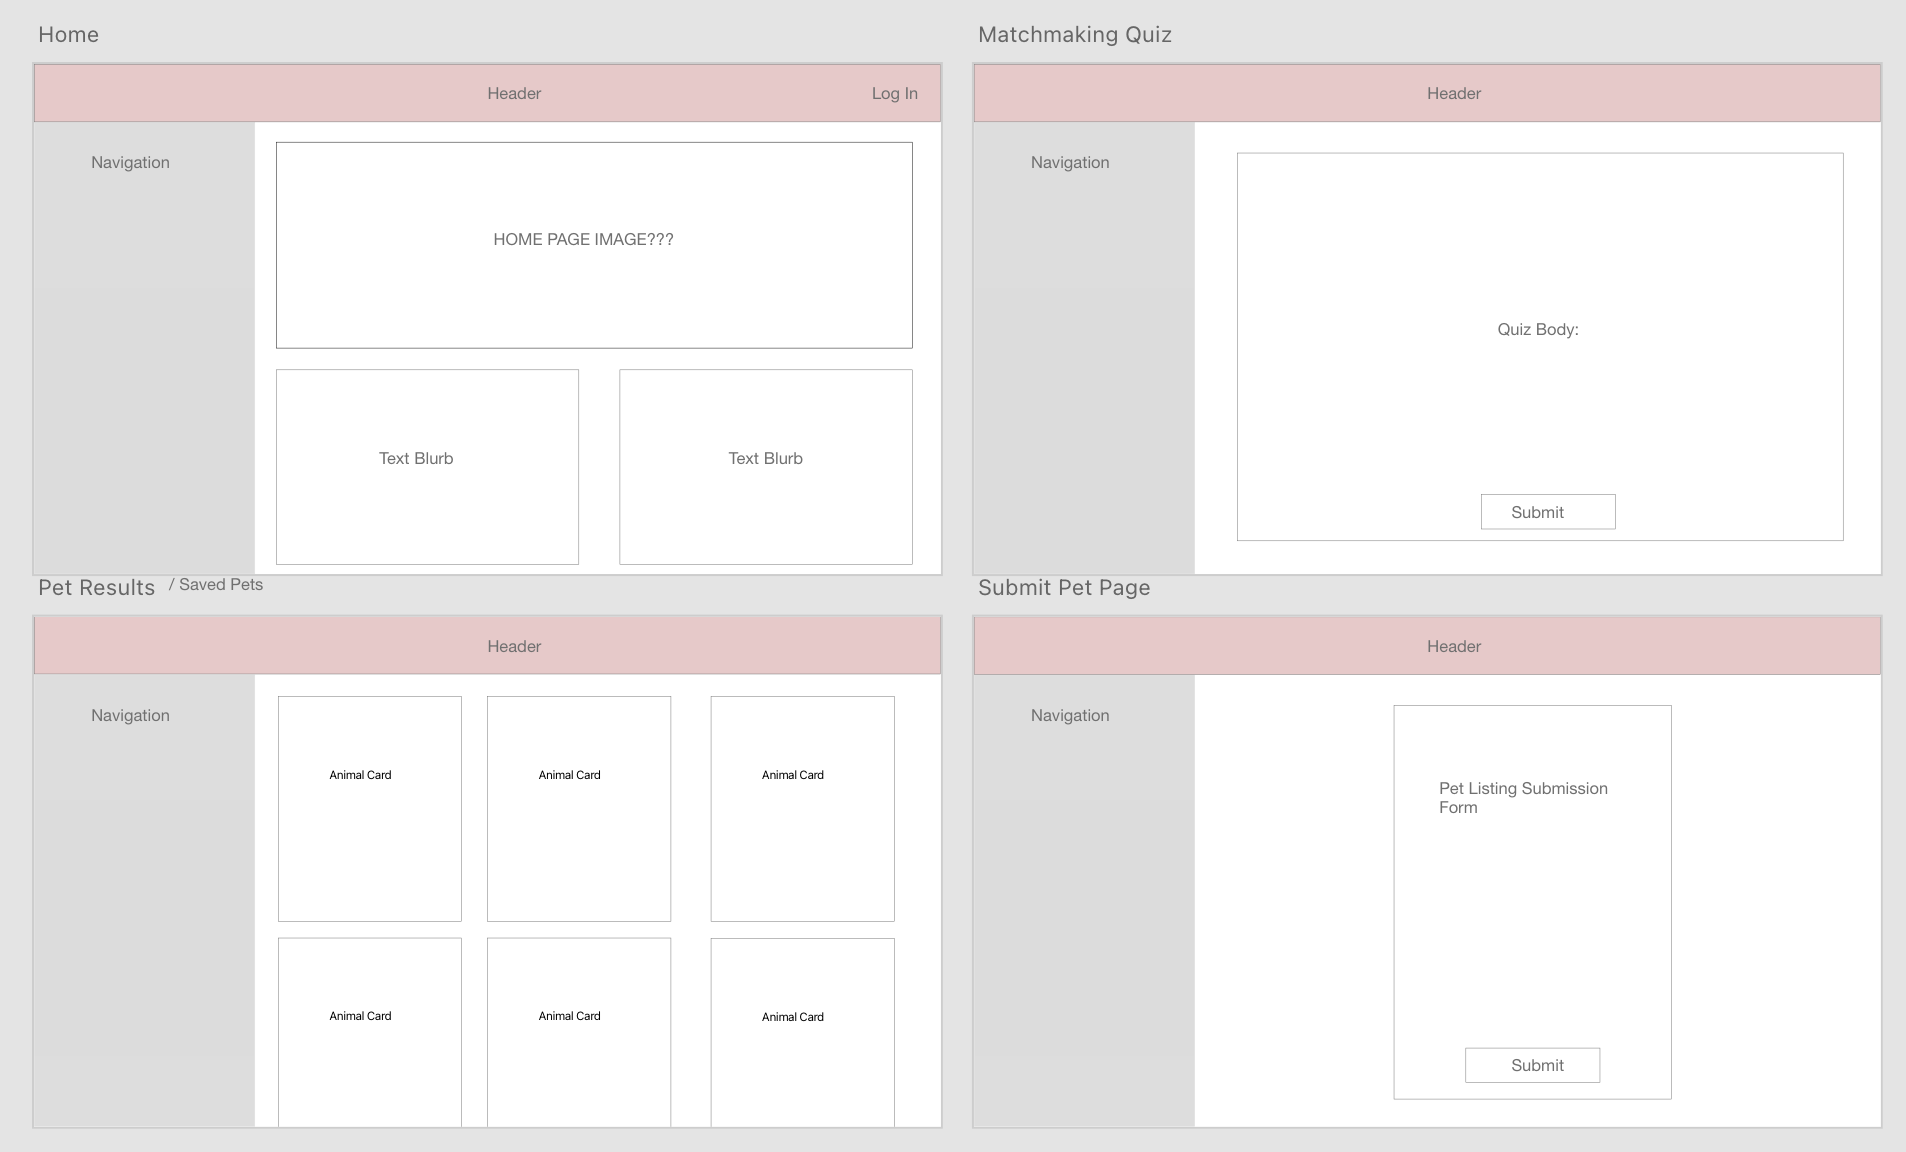 Home
Header
Log In
Navigation
HOME PAGE IMAGE???
Text Blurb
Text Blurb
Matchmaking Quiz
Header
Navigation
Quiz Body:
Submit
Pet Results / Saved Pets
Header
Navigation
Animal Card
Animal Card
Animal Card
Animal Card
Animal Card
Animal Card
Submit Pet Page
Header
Navigation
Pet Listing Submission
Form
Submit